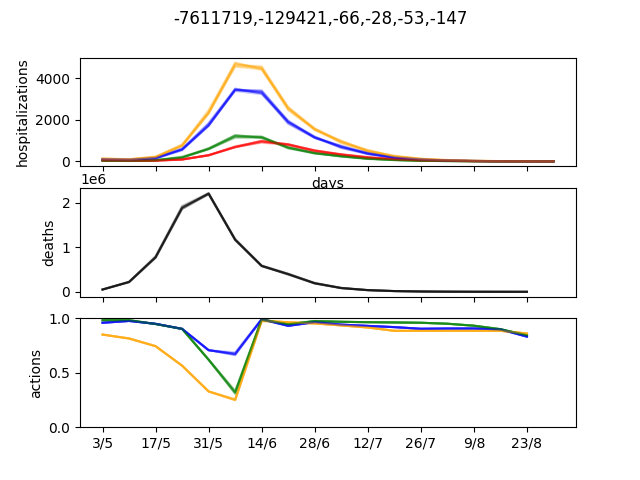 -7611719,-129421,-66,-28,-53,-147
hospitalizations
4000
2000
0
days
1e6
deaths
2
1
0
actions
1.0
0.5
0.0
3/5 17/5 31/5 14/6 28/6 12/7 26/7 9/8 23/8